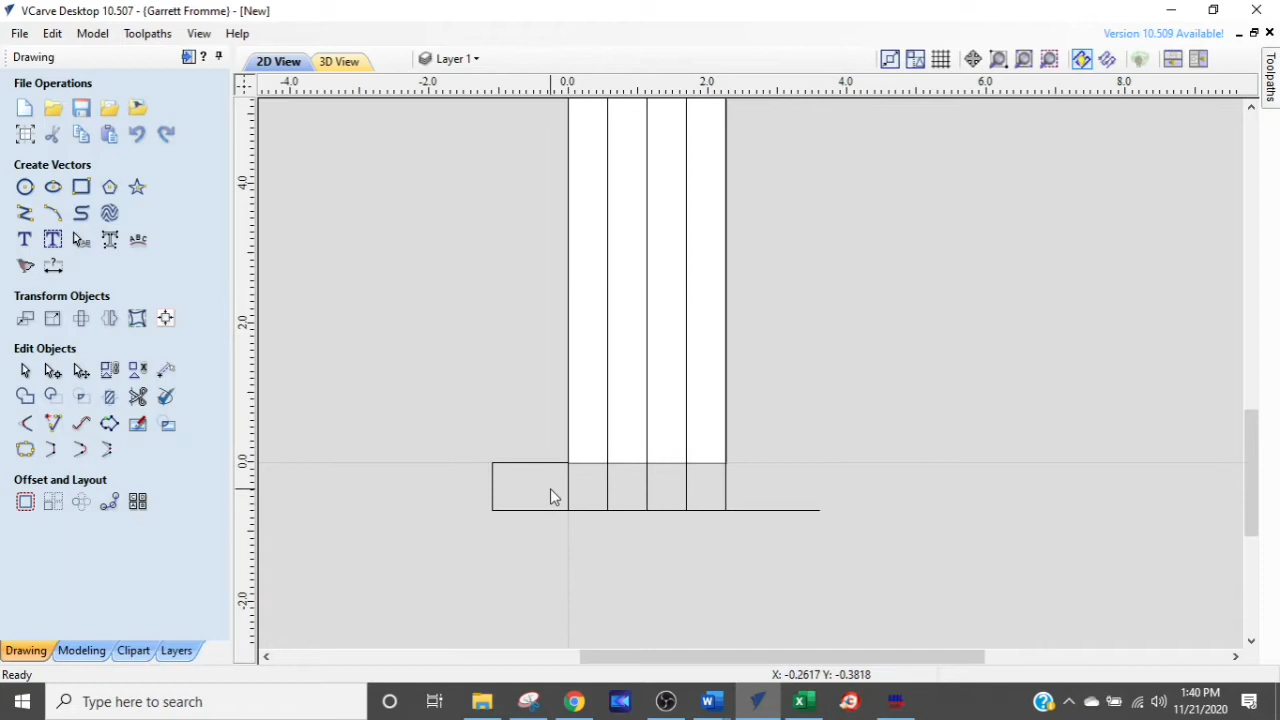 VCarve Desktop 10.507 - {Garrett Fromme} - [New]
File Edit Model Toolpaths View Help
Version 10.509 Available!
Drawing
2D View
3D View
Layer 1
Toolpaths
File Operations
-4.0 -2.0 0.0 2.0 4.0 6.0 8.0
Create Vectors
4.0
Transform Objects
2.0
Edit Objects
0.0
Offset and Layout
-2.0
Drawing Modeling Clipart Layers
Ready
X: -0.2617 Y: -0.3818
Type here to search
1:40 PM
11/21/2020